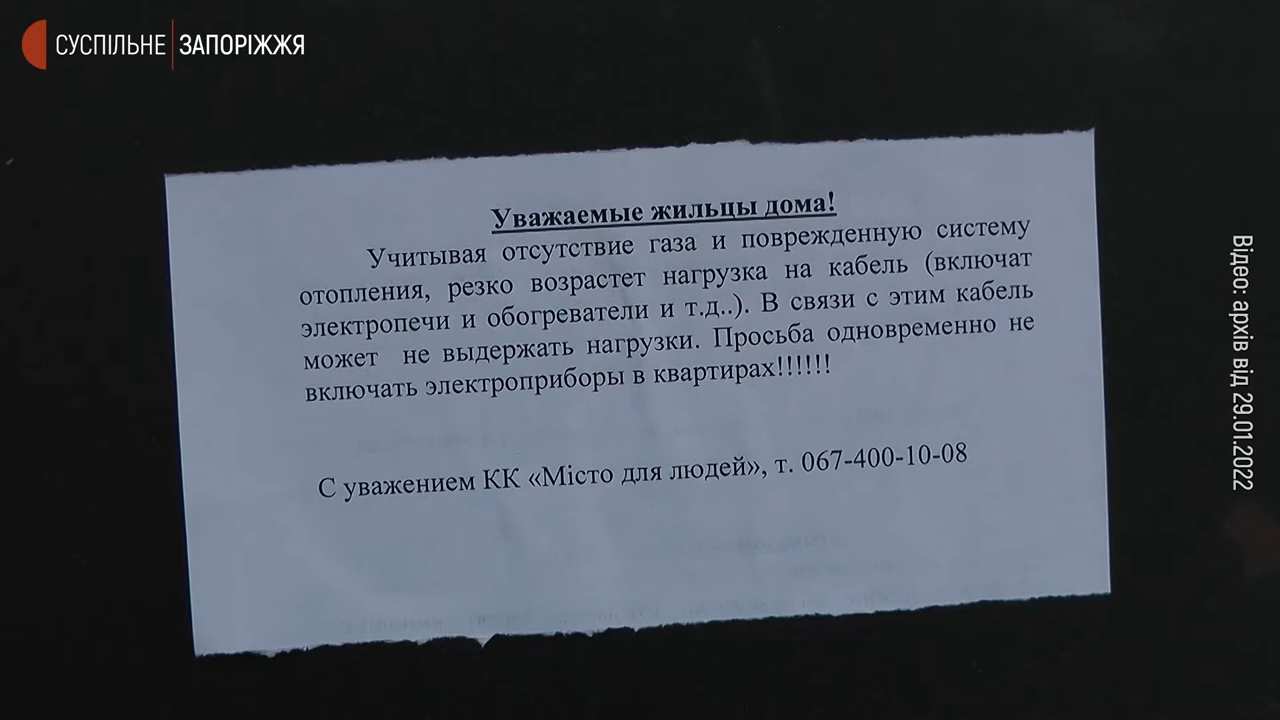 СУСПІЛЬНЕ ЗАПОРІЖЖЯ
Уважаемые жильцы дома!
Учитывая отсутствие газа и поврежденную систему
отопления, резко возрастет нагрузка на кабель (включат
электропечи и обогреватели и т.д..). В связи с этим кабель
может не выдержать нагрузки. Просьба одновременно не
включать электроприборы в квартирах!!!!!!
С уважением КК «Місто для людей», т. 067-400-10-08
Відео: архів від 29.01.2022